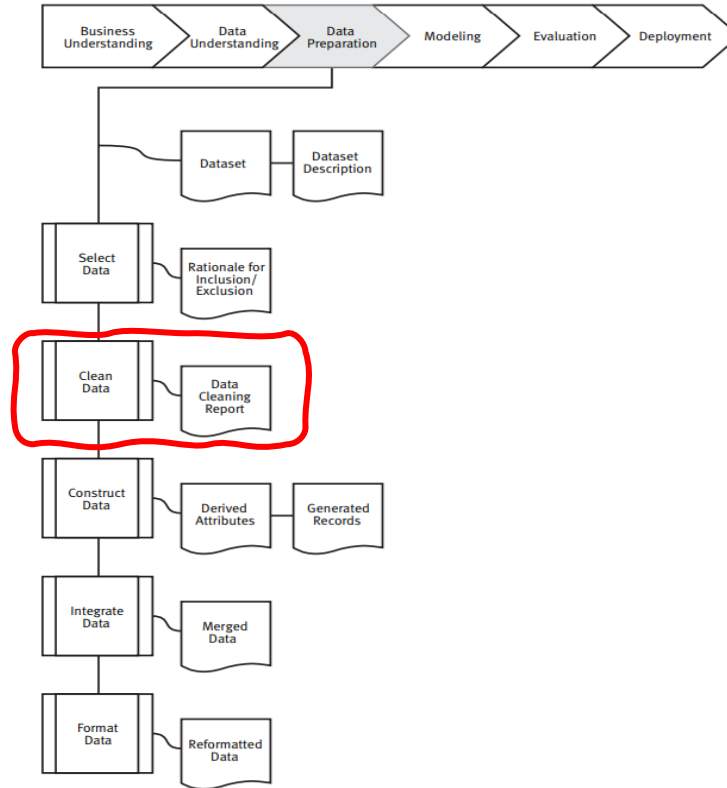 Business
Understanding
Data
Understanding
Data
Preparation
Modeling
Evaluation
Deployment
Dataset
Dataset
Description
Select
Data
Rationale for
Inclusion/
Exclusion
Clean
Data
Data
Cleaning
Report
Construct
Data
Derived
Attributes
Generated
Records
Integrate
Data
Merged
Data
Format
Data
Reformatted
Data